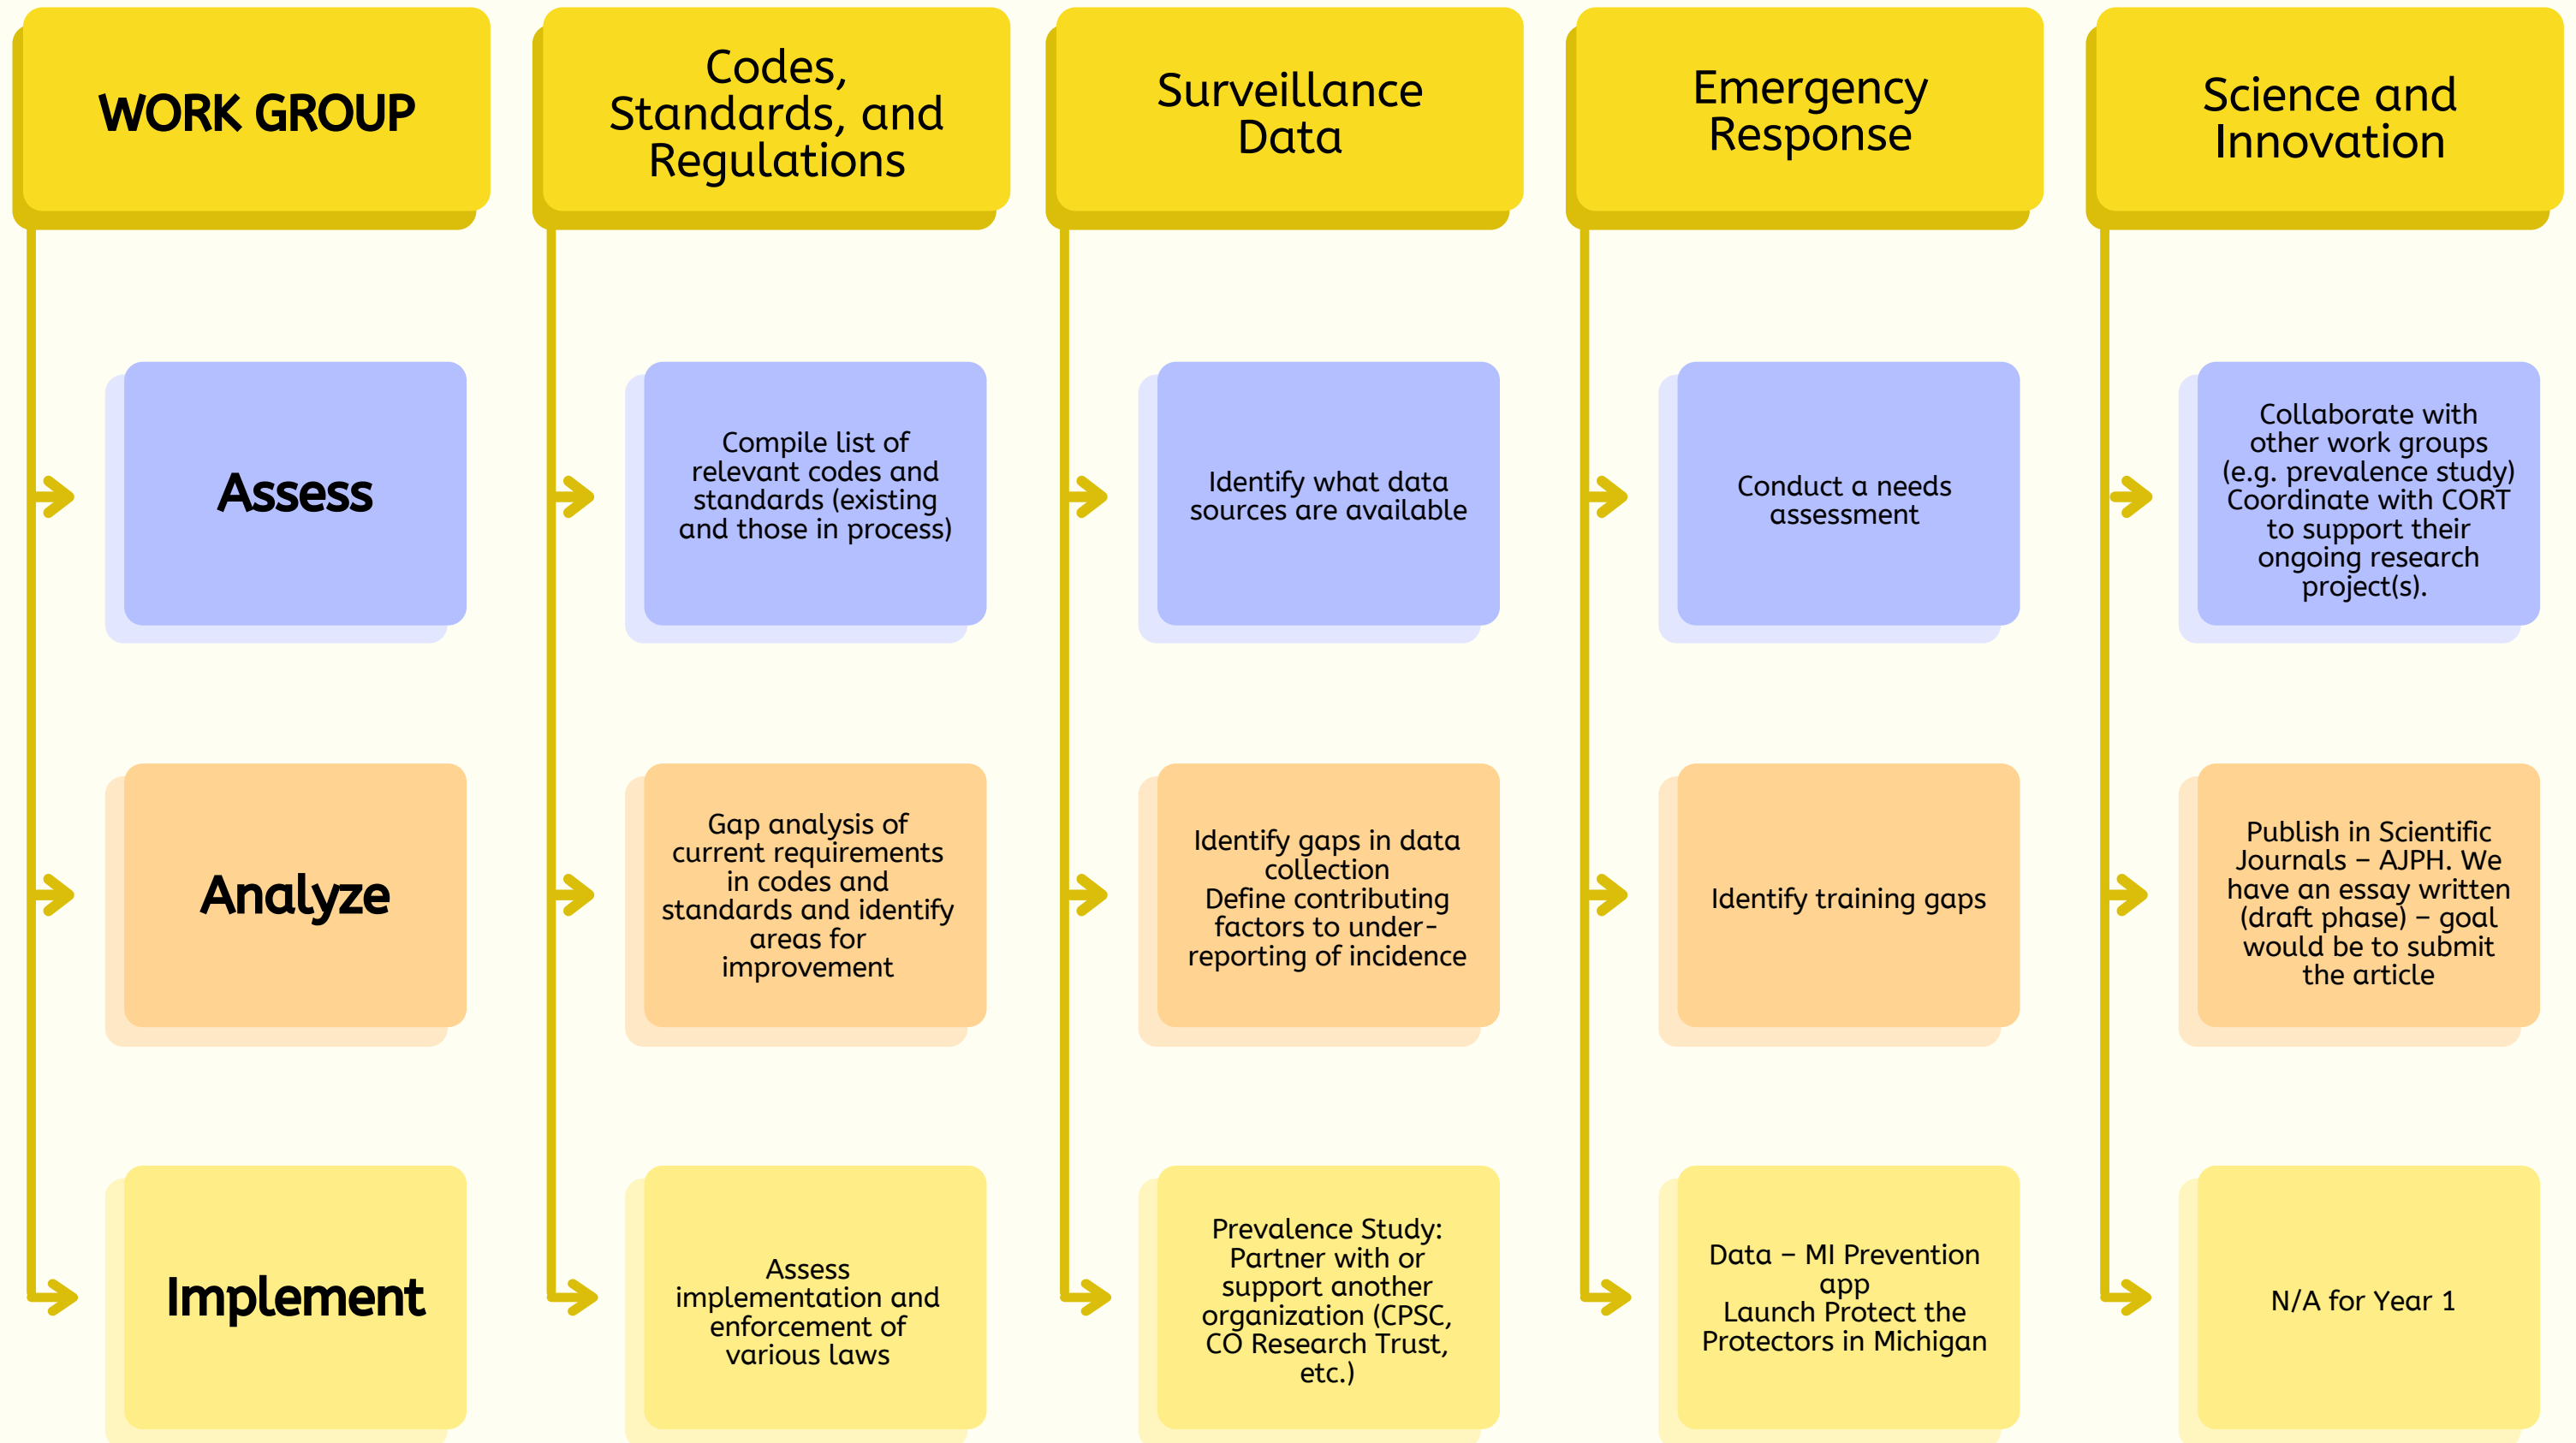 WORK GROUP
Codes,
Standards, and
Regulations
Surveillance
Data
Emergency
Response
Science and
Innovation
Assess
Compile list of
relevant codes and
standards (existing
and those in process)
Identify what data
sources are available
Conduct a needs
assessment
Collaborate with
other work groups
(e.g. prevalence study)
Coordinate with CORT
to support their
ongoing research
project(s).
Analyze
Gap analysis of
current requirements
in codes and
standards and identify
areas for
improvement
Identify gaps in data
collection
Define contributing
factors to under-
reporting of incidence
Identify training gaps
Publish in Scientific
Journals – AJPH. We
have an essay written
(draft phase) – goal
would be to submit
the article
Implement
Assess
implementation and
enforcement of
various laws
Prevalence Study:
Partner with or
support another
organization (CPSC,
CO Research Trust,
etc.)
Data – MI Prevention
app
Launch Protect the
Protectors in Michigan
N/A for Year 1